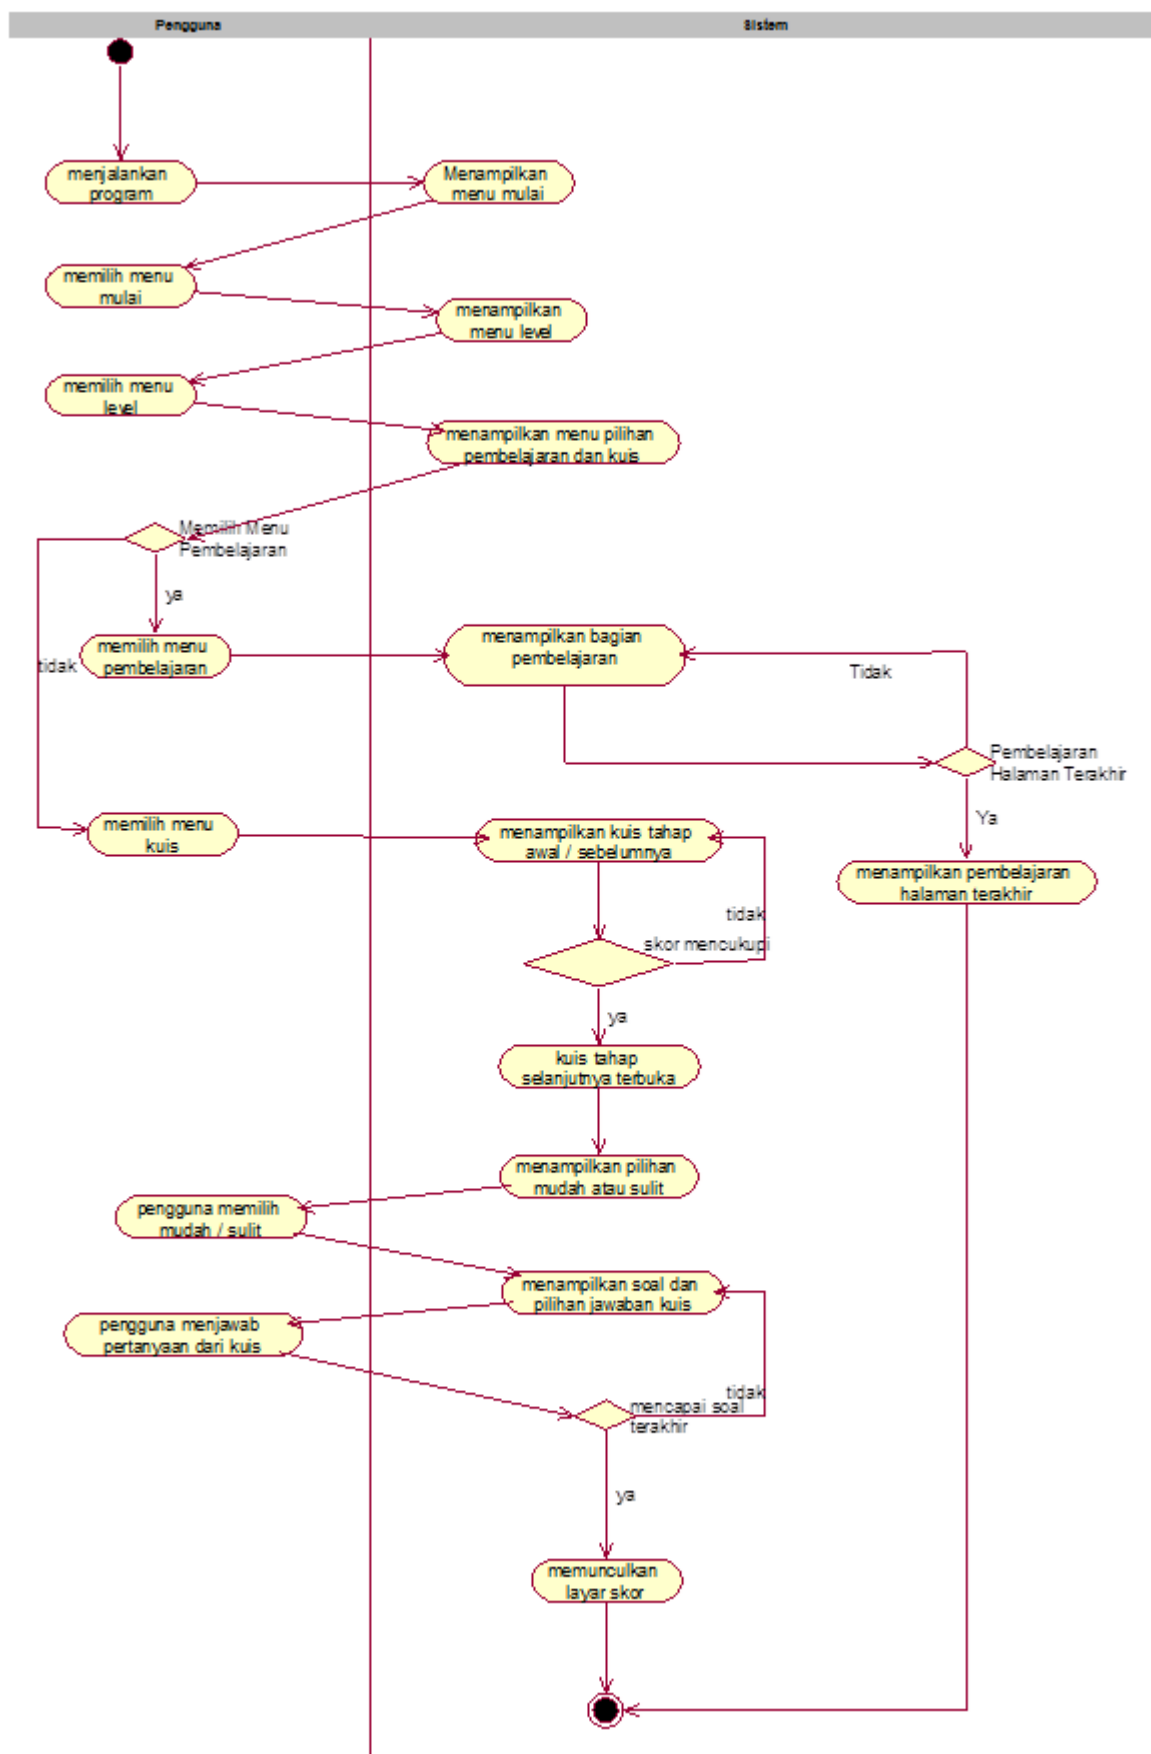 Pengguna
Sistem
menjalankan
program
Menampilkan
menu mulai
memilih menu
mulai
menampilkan
menu level
memilih menu
level
menampilkan menu pilihan
pembelajaran dan kuis
Memilih Menu
Pembelajaran
ya
tidak
memilih menu
pembelajaran
menampilkan bagian
pembelajaran
Tidak
Pembelajaran
Halaman Terakhir
Ya
memilih menu
kuis
menampilkan kuis tahap
awal / sebelumnya
menampilkan pembelajaran
halaman terakhir
tidak
skor mencukupi
ya
kuis tahap
selanjutnya terbuka
menampilkan pilihan
mudah atau sulit
pengguna memilih
mudah / sulit
menampilkan soal dan
pilihan jawaban kuis
pengguna menjawab
pertanyaan dari kuis
tidak
mencapai soal
terakhir
ya
memunculkan
layar skor